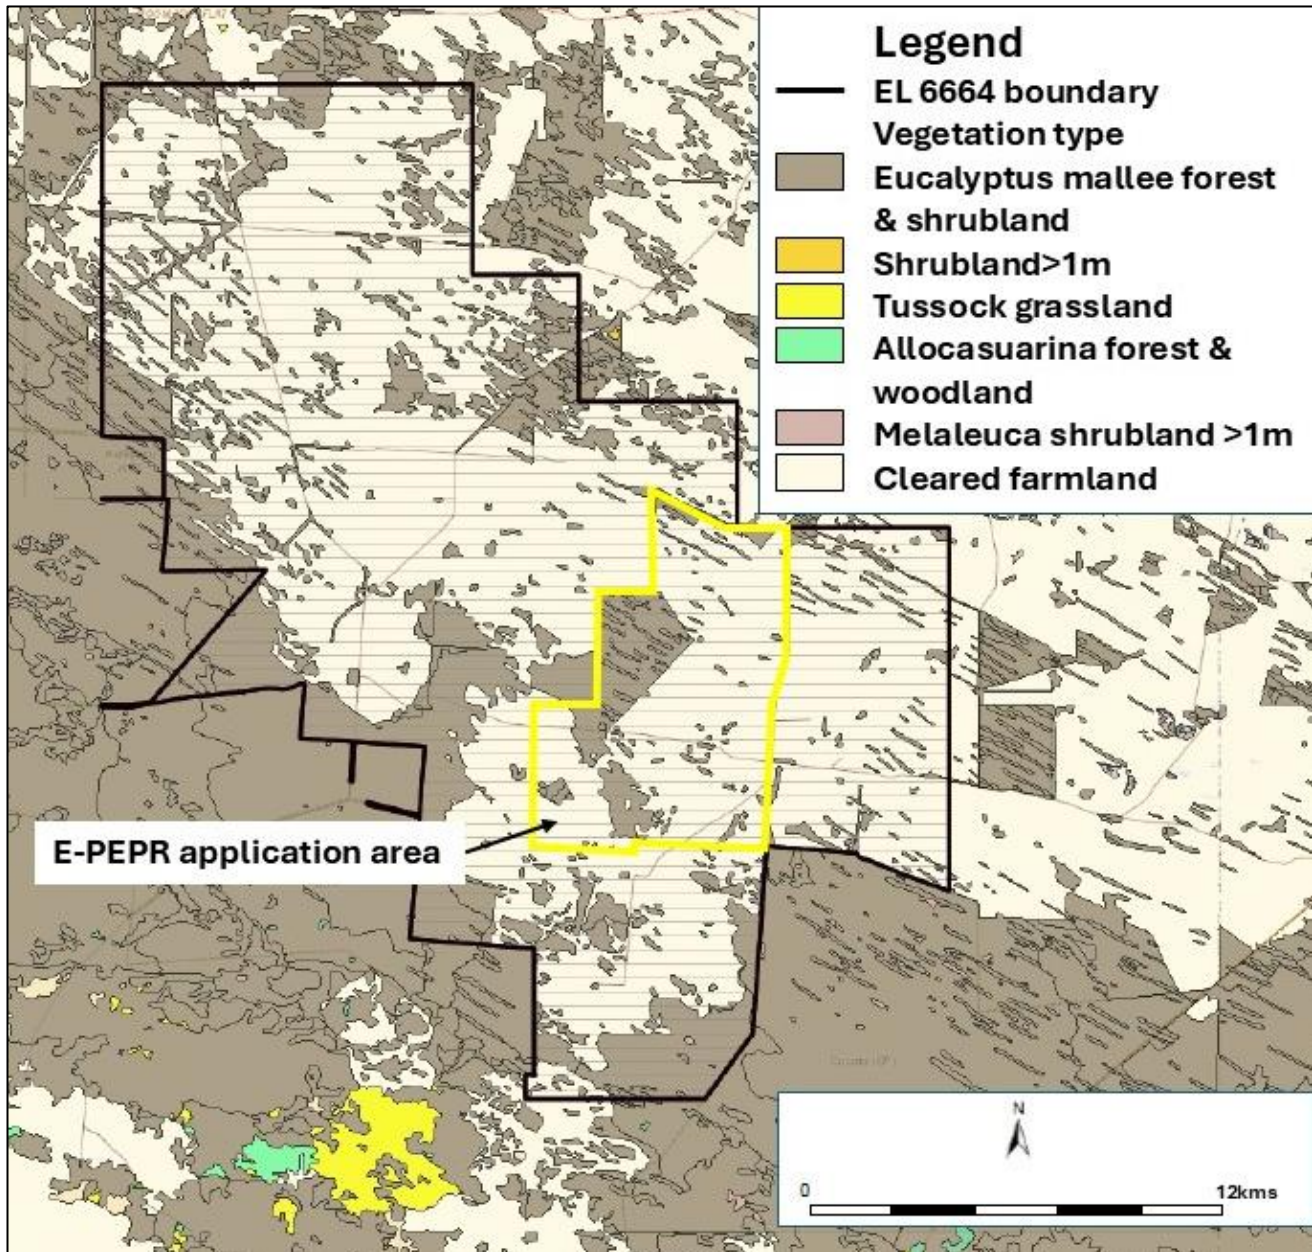 Legend
EL 6664 boundary
Vegetation type
Eucalyptus mallee forest
& shrubland
Shrubland>1m
Tussock grassland
Allocasuarina forest &
woodland
Melaleuca shrubland >1m
Cleared farmland
E-PEPR application area
N
0
12kms